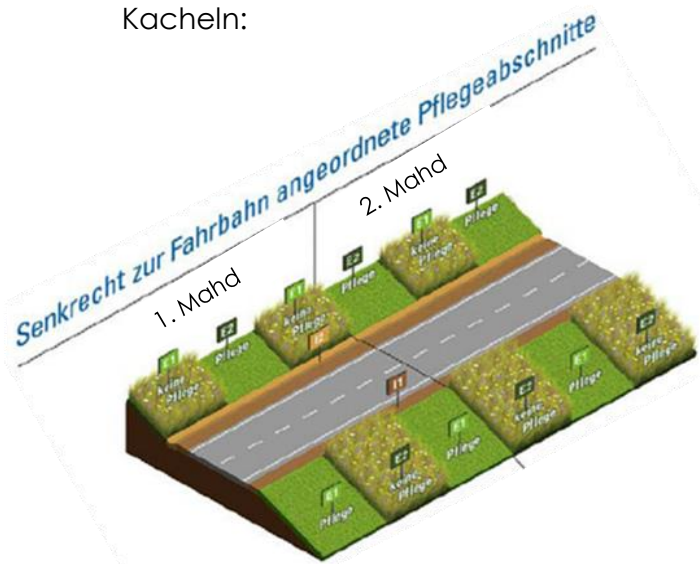 Kacheln:
Senkrecht zur Fahrbahn angeordnete Pflegeabschnitte
1. Mahd
2. Mahd
E1
keine
Pflege
E2
Pflege
E1
keine
Pflege
E2
Pflege
E1
keine
Pflege
E2
Pflege
I2
I1
E1
Pflege
E2
keine
Pflege
E1
Pflege
E2
keine
Pflege
E1
Pflege
E2
keine
Pflege